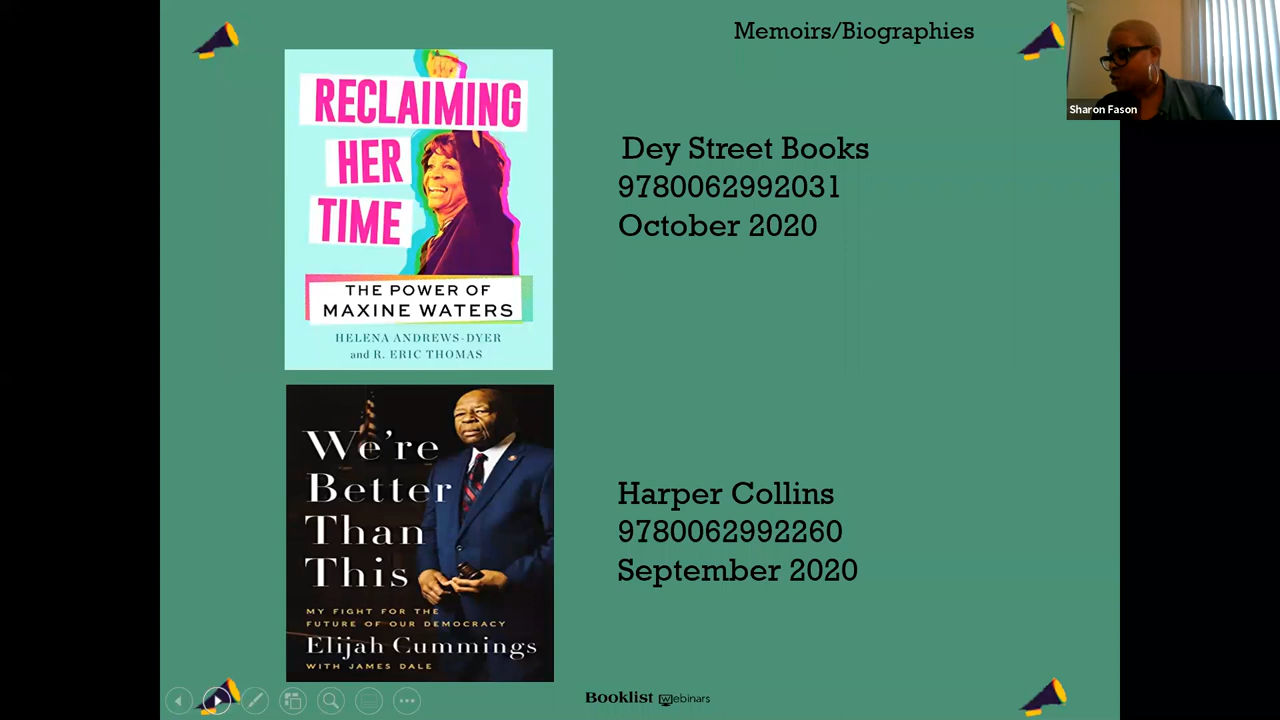 Memoirs/Biographies
Sharon Fason
RECLAIMING
HER
TIME
THE POWER OF
MAXINE WATERS
HELENA ANDREWS-DYER
and R. ERIC THOMAS
Dey Street Books
9780062992031
October 2020
We're
Better
Than
This
MY FIGHT FOR THE
FUTURE OF OUR DEMOCRACY
Elijah Cummings
WITH JAMES DALE
Harper Collins
9780062992260
September 2020
Booklist Webinars